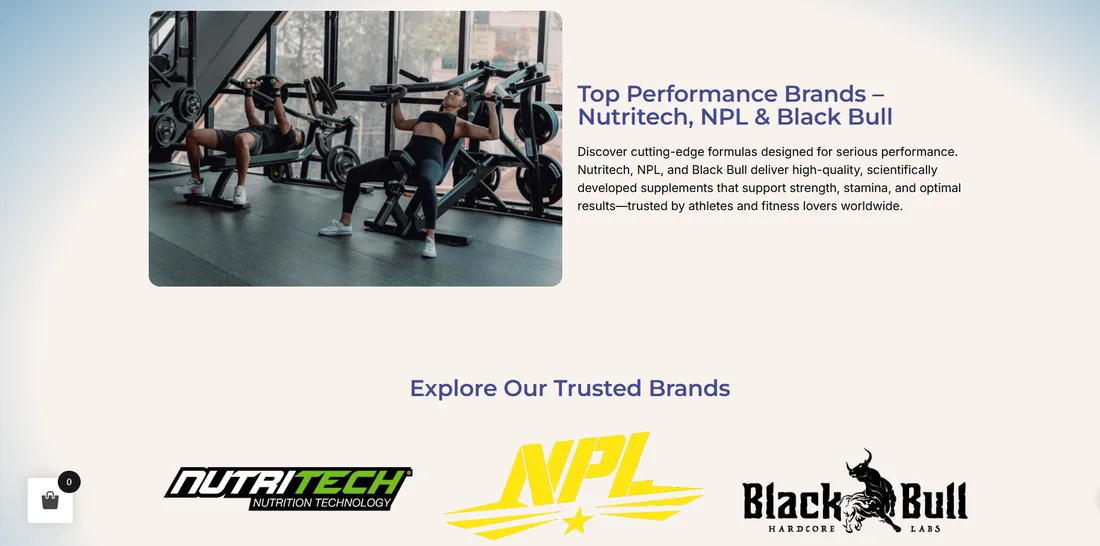 Top Performance Brands –
Nutritech, NPL & Black Bull
Discover cutting-edge formulas designed for serious performance.
Nutritech, NPL, and Black Bull deliver high-quality, scientifically
developed supplements that support strength, stamina, and optimal
results—trusted by athletes and fitness lovers worldwide.
Explore Our Trusted Brands
0
NUTRITECH®
NUTRITION TECHNOLOGY
NPL
Black Bull
HARDCORE LABS